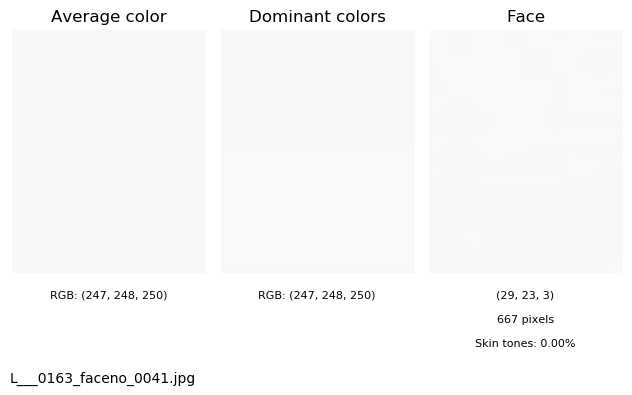 Average color
Dominant colors
Face
RGB: (247, 248, 250)
RGB: (247, 248, 250)
(29, 23, 3)
667 pixels
Skin tones: 0.00%
L___0163_faceno_0041.jpg